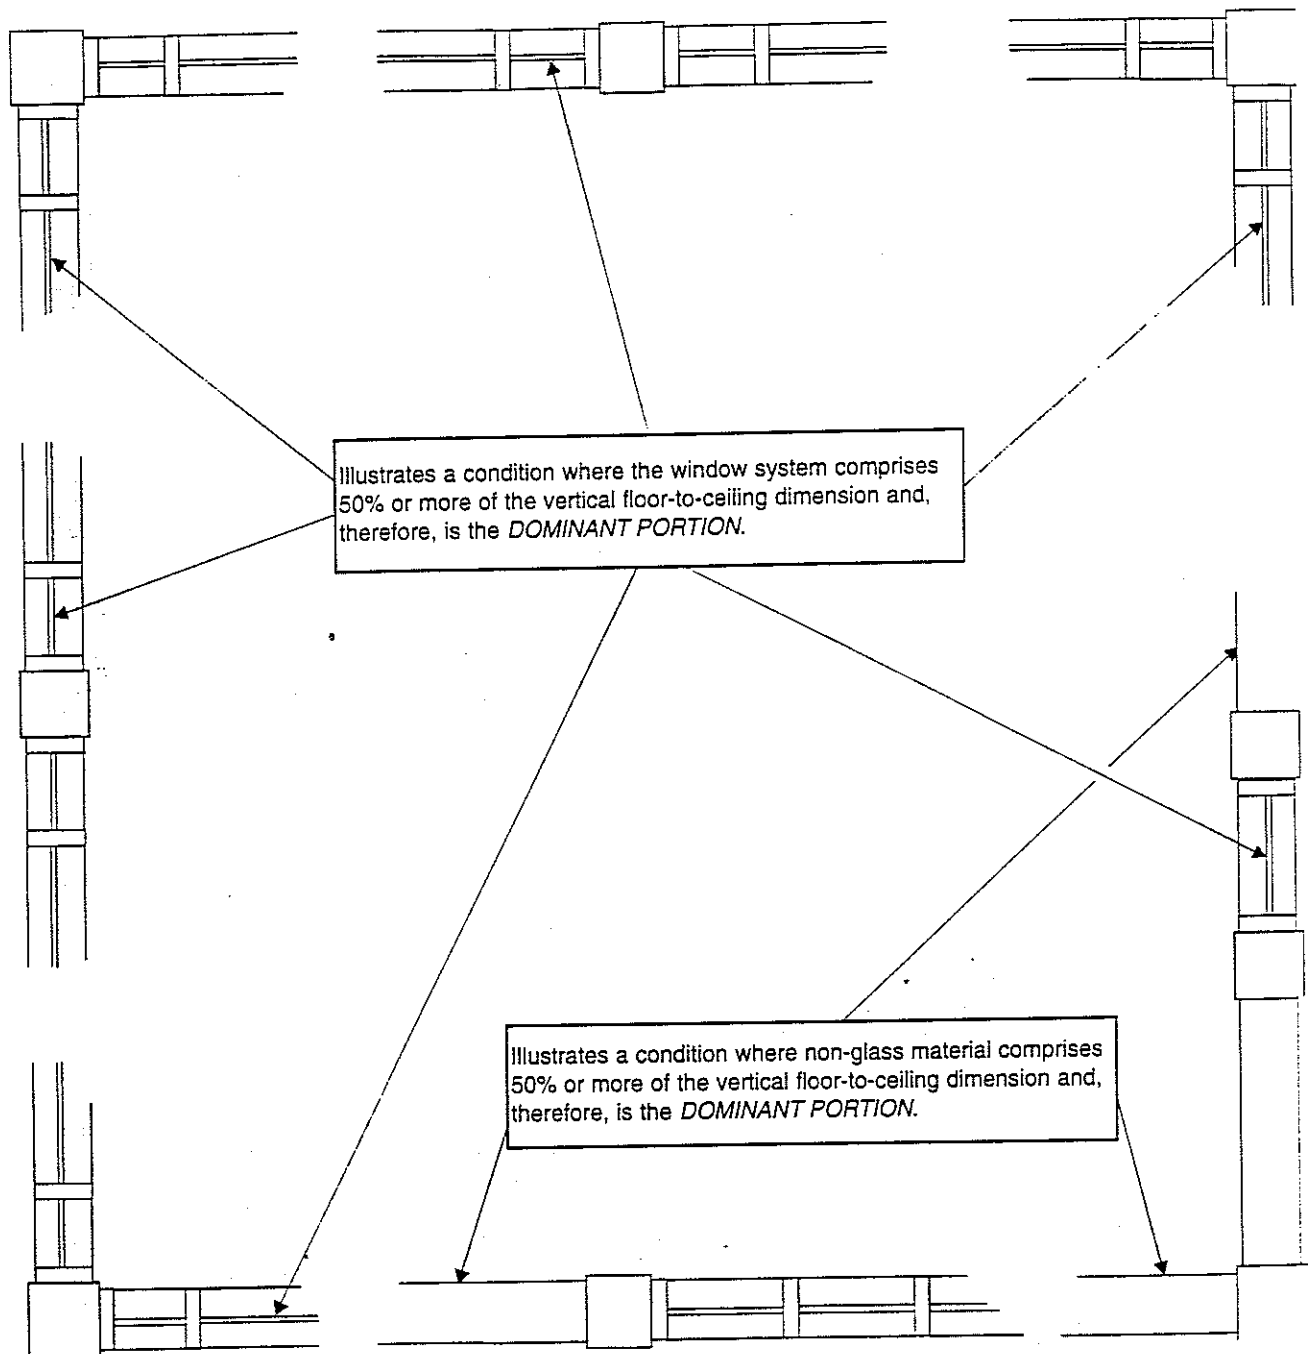 Illustrates a condition where the window system comprises
50% or more of the vertical floor-to-ceiling dimension and,
therefore, is the DOMINANT PORTION.
Illustrates a condition where non-glass material comprises
50% or more of the vertical floor-to-ceiling dimension and,
therefore, is the DOMINANT PORTION.